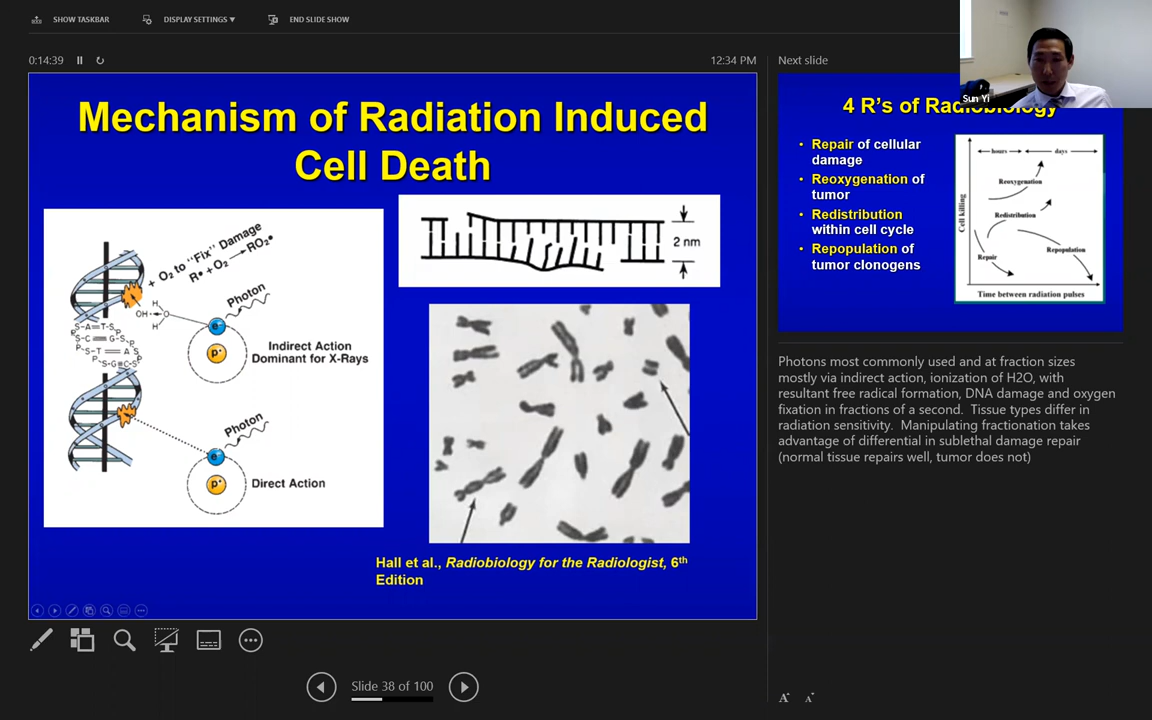 SHOW TASKBAR
DISPLAY SETTINGS ▼
END SLIDE SHOW
0:14:39
12:34 PM
Next slide
Sun Yi
Mechanism of Radiation Induced
Cell Death
+ O₂ to "Fix" Damage
R• + O₂ → RO₂•
Photon
H
OH• O
H
e-
p+
S-A=T-S
P
S-C≡G-S
P
P
S-T=A S
P
S-G≡C-S
Indirect Action
Dominant for X-Rays
Photon
e-
p+
Direct Action
2 nm
Hall et al., Radiobiology for the Radiologist, 6th
Edition
4 R's of Radiobiology
• Repair of cellular
damage
• Reoxygenation of
tumor
• Redistribution
within cell cycle
• Repopulation of
tumor clonogens
hours
days
Reoxygenation
Redistribution
Repopulation
Repair
Cell killing
Time between radiation pulses
Photons most commonly used and at fraction sizes
mostly via indirect action, ionization of H2O, with
resultant free radical formation, DNA damage and oxygen
fixation in fractions of a second. Tissue types differ in
radiation sensitivity. Manipulating fractionation takes
advantage of differential in sublethal damage repair
(normal tissue repairs well, tumor does not)
Slide 38 of 100
A
A